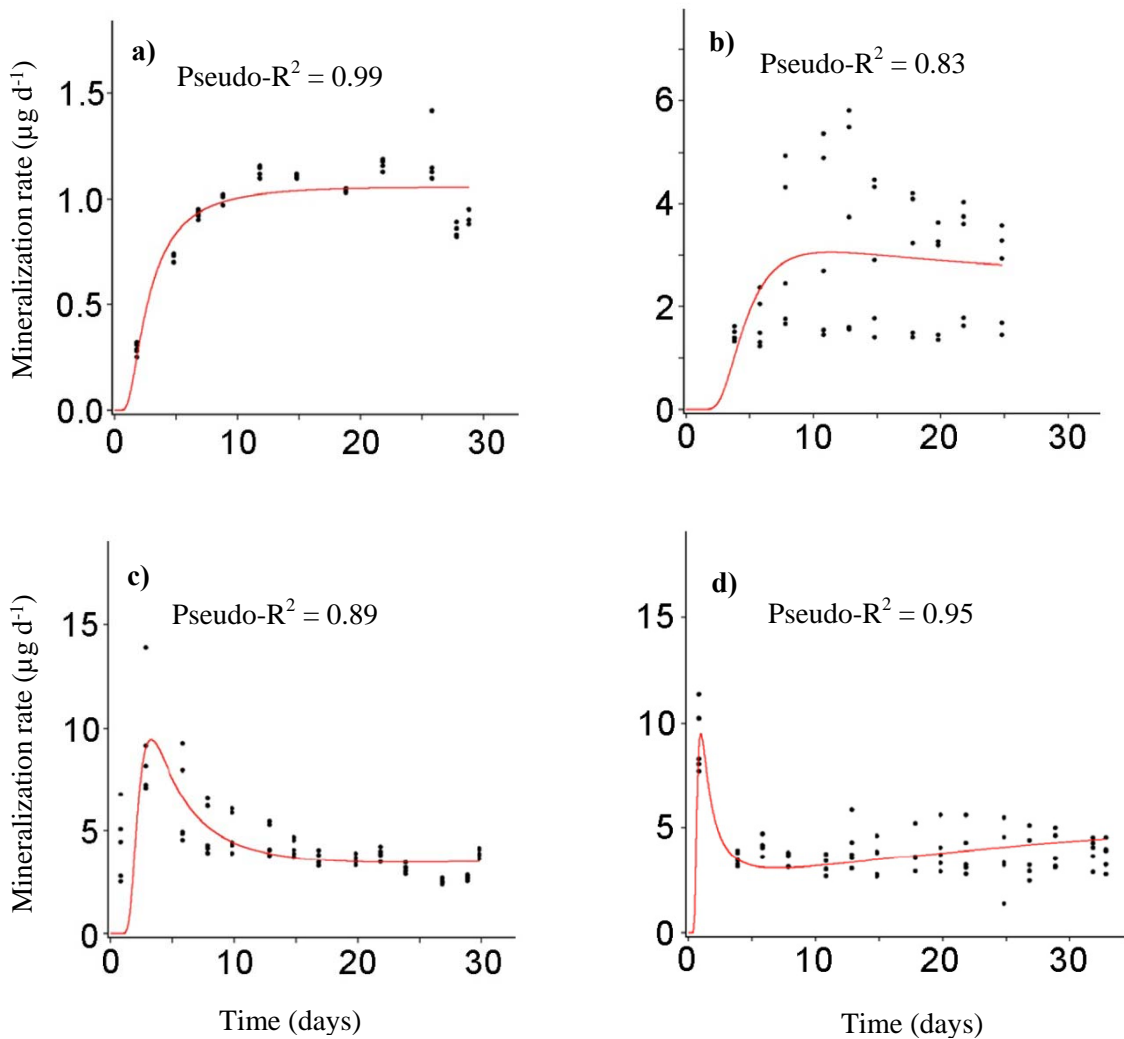 a)
Pseudo-R² = 0.99
Mineralization rate (µg d⁻¹)
1.5
1.0
0.5
0.0
0 10 20 30
b)
Pseudo-R² = 0.83
6
4
2
0
0 10 20 30
c)
Pseudo-R² = 0.89
Mineralization rate (µg d⁻¹)
15
10
5
0
0 10 20 30
Time (days)
d)
Pseudo-R² = 0.95
15
10
5
0
0 10 20 30
Time (days)